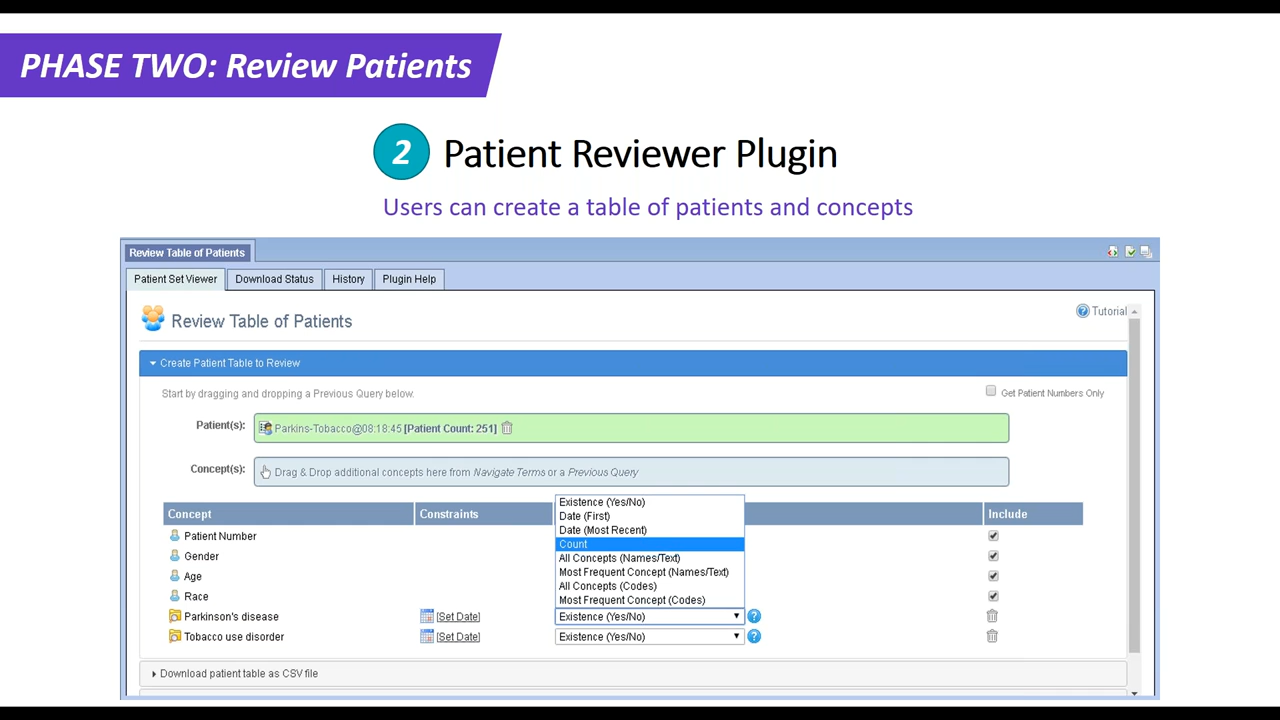 PHASE TWO: Review Patients
2 Patient Reviewer Plugin
Users can create a table of patients and concepts
Review Table of Patients
Patient Set Viewer Download Status History Plugin Help
Review Table of Patients
Tutorial
Create Patient Table to Review
Start by dragging and dropping a Previous Query below.
Get Patient Numbers Only
Patient(s): Parkins-Tobacco@08:18:45 [Patient Count: 251]
Concept(s): Drag & Drop additional concepts here from Navigate Terms or a Previous Query
Concept Constraints Include
Existence (Yes/No)
Date (First)
Date (Most Recent)
Count
All Concepts (Names/Text)
Most Frequent Concept (Names/Text)
All Concepts (Codes)
Most Frequent Concept (Codes)
Patient Number
Gender
Age
Race
Parkinson's disease [Set Date] Existence (Yes/No) ?
Tobacco use disorder [Set Date] Existence (Yes/No) ?
Download patient table as CSV file